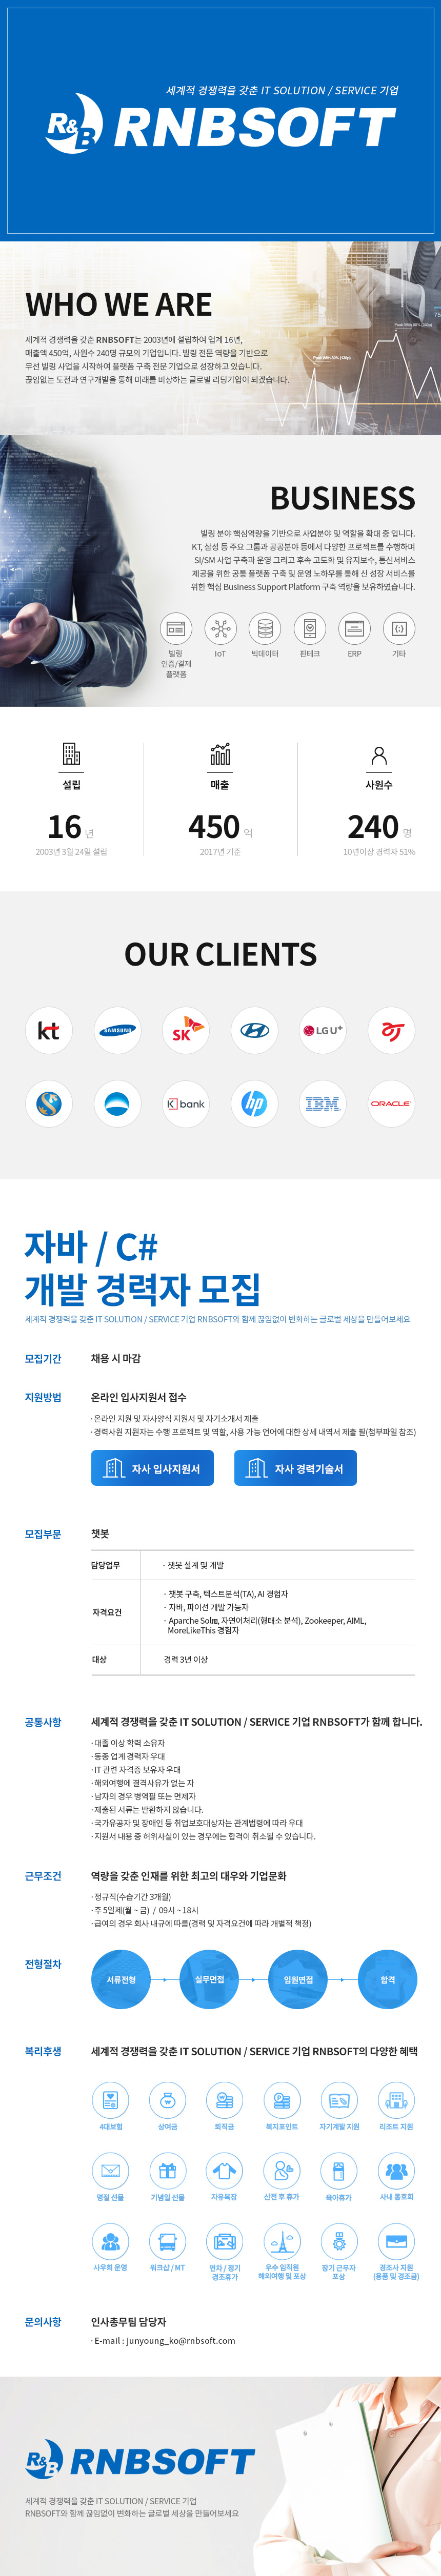 세계적 경쟁력을 갖춘 IT SOLUTION / SERVICE 기업
R&B RNBSOFT
WHO WE ARE
세계적 경쟁력을 갖춘 RNBSOFT는 2003년에 설립하여 업계 16년,
매출액 450억, 사원수 240명 규모의 기업입니다. 빌링 전문 역량을 기반으로
무선 빌링 사업을 시작하여 플랫폼 구축 전문 기업으로 성장하고 있습니다.
끊임없는 도전과 연구개발을 통해 미래를 비상하는 글로벌 리딩기업이 되겠습니다.
BUSINESS
빌링 분야 핵심역량을 기반으로 사업분야 및 역할을 확대 중 입니다.
KT, 삼성 등 주요 그룹과 공공분야 등에서 다양한 프로젝트를 수행하며
SI/SM 사업 구축과 운영 그리고 후속 고도화 및 유지보수, 통신서비스
제공을 위한 공통 플랫폼 구축 및 운영 노하우를 통해 신 성장 서비스를
위한 핵심 Business Support Platform 구축 역량을 보유하였습니다.
빌링
인증/결제
플랫폼
IoT
빅데이터
핀테크
ERP
기타
설립
16 년
2003년 3월 24일 설립
매출
450 억
2017년 기준
사원수
240 명
10년이상 경력자 51%
OUR CLIENTS
kt
SAMSUNG
SK
LG U+
K bank
hp
IBM
ORACLE
자바 / C#
개발 경력자 모집
세계적 경쟁력을 갖춘 IT SOLUTION / SERVICE 기업 RNBSOFT와 함께 끊임없이 변화하는 글로벌 세상을 만들어보세요
모집기간 채용 시 마감
지원방법 온라인 입사지원서 접수
· 온라인 지원 및 자사양식 지원서 및 자기소개서 제출
· 경력사원 지원자는 수행 프로젝트 및 역할, 사용 가능 언어에 대한 상세 내역서 제출 필(첨부파일 참조)
자사 입사지원서
자사 경력기술서
모집부문 챗봇
담당업무 · 챗봇 설계 및 개발
자격요건
· 챗봇 구축, 텍스트분석(TA), AI 경험자
· 자바, 파이선 개발 가능자
· Aparche Solr, 자연어처리(형태소 분석), Zookeeper, AIML,
MoreLikeThis 경험자
대상 경력 3년 이상
공통사항 세계적 경쟁력을 갖춘 IT SOLUTION / SERVICE 기업 RNBSOFT가 함께 합니다.
· 대졸 이상 학력 소유자
· 동종 업계 경력자 우대
· IT 관련 자격증 보유자 우대
· 해외여행에 결격사유가 없는 자
· 남자의 경우 병역필 또는 면제자
· 제출된 서류는 반환하지 않습니다.
· 국가유공자 및 장애인 등 취업보호대상자는 관계법령에 따라 우대
· 지원서 내용 중 허위사실이 있는 경우에는 합격이 취소될 수 있습니다.
근무조건 역량을 갖춘 인재를 위한 최고의 대우와 기업문화
· 정규직(수습기간 3개월)
· 주 5일제(월 ~ 금) / 09시 ~ 18시
· 급여의 경우 회사 내규에 따름(경력 및 자격요건에 따라 개별적 책정)
전형절차
서류전형
실무면접
임원면접
합격
복리후생 세계적 경쟁력을 갖춘 IT SOLUTION / SERVICE 기업 RNBSOFT의 다양한 혜택
4대보험
상여금
퇴직금
복지포인트
자기계발 지원
리조트 지원
명절 선물
기념일 선물
자유복장
산전 후 휴가
육아휴가
사내 동호회
사우회 운영
워크샵 / MT
연차 / 정기
경조휴가
우수 임직원
해외여행 및 포상
장기 근무자
포상
경조사 지원
(용품 및 경조금)
문의사항 인사총무팀 담당자
· E-mail : junyoung_ko@rnbsoft.com
R&B RNBSOFT
세계적 경쟁력을 갖춘 IT SOLUTION / SERVICE 기업
RNBSOFT와 함께 끊임없이 변화하는 글로벌 세상을 만들어보세요